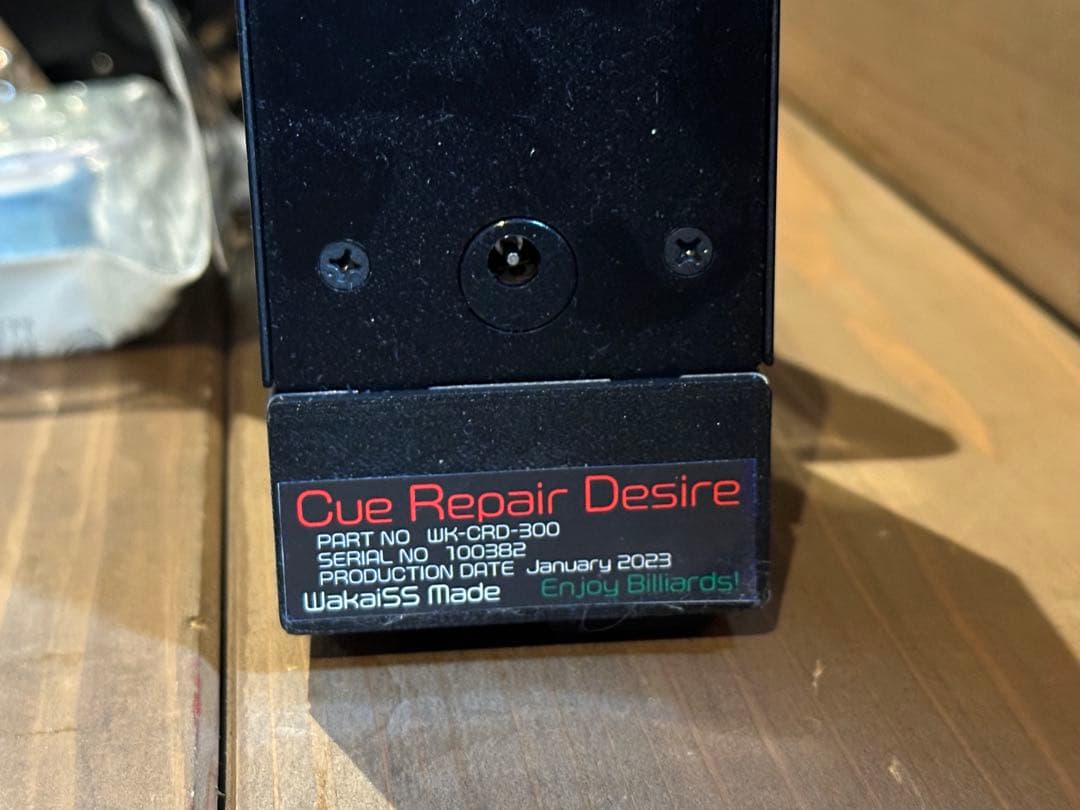 Cue Repair Desire
PART NO WK-CRD-300
SERIAL NO 100382
PRODUCTION DATE January 2023
WakaiSS Made Enjoy Billiards!